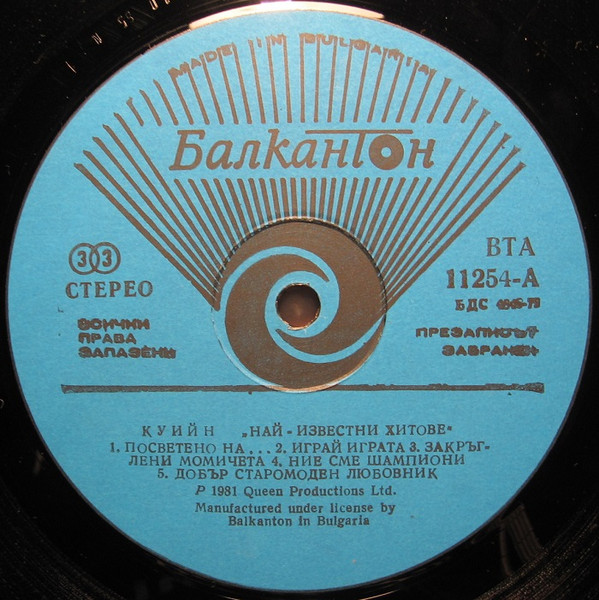 MADE IN BULGARIA
Балкантон
33
СТЕРЕО
ВСИЧКИ
ПРАВА
ЗАПАЗЕНИ
ВТА
11254-А
БДС
ПРЕЗАПИСЪТ
ЗАБРАНЕН
КУИЙН „НАЙ-ИЗВЕСТНИ ХИТОВЕ"
1. ПОСВЕТЕНО НА... 2. ИГРАЙ ИГРАТА 3. ЗАКРЪГ-
ЛЕНИ МОМИЧЕТА 4. НИЕ СМЕ ШАМПИОНИ
5. ДОБЪР СТАРОМОДЕН ЛЮБОВНИК
P 1981 Queen Productions Ltd.
Manufactured under license by
Balkanton in Bulgaria